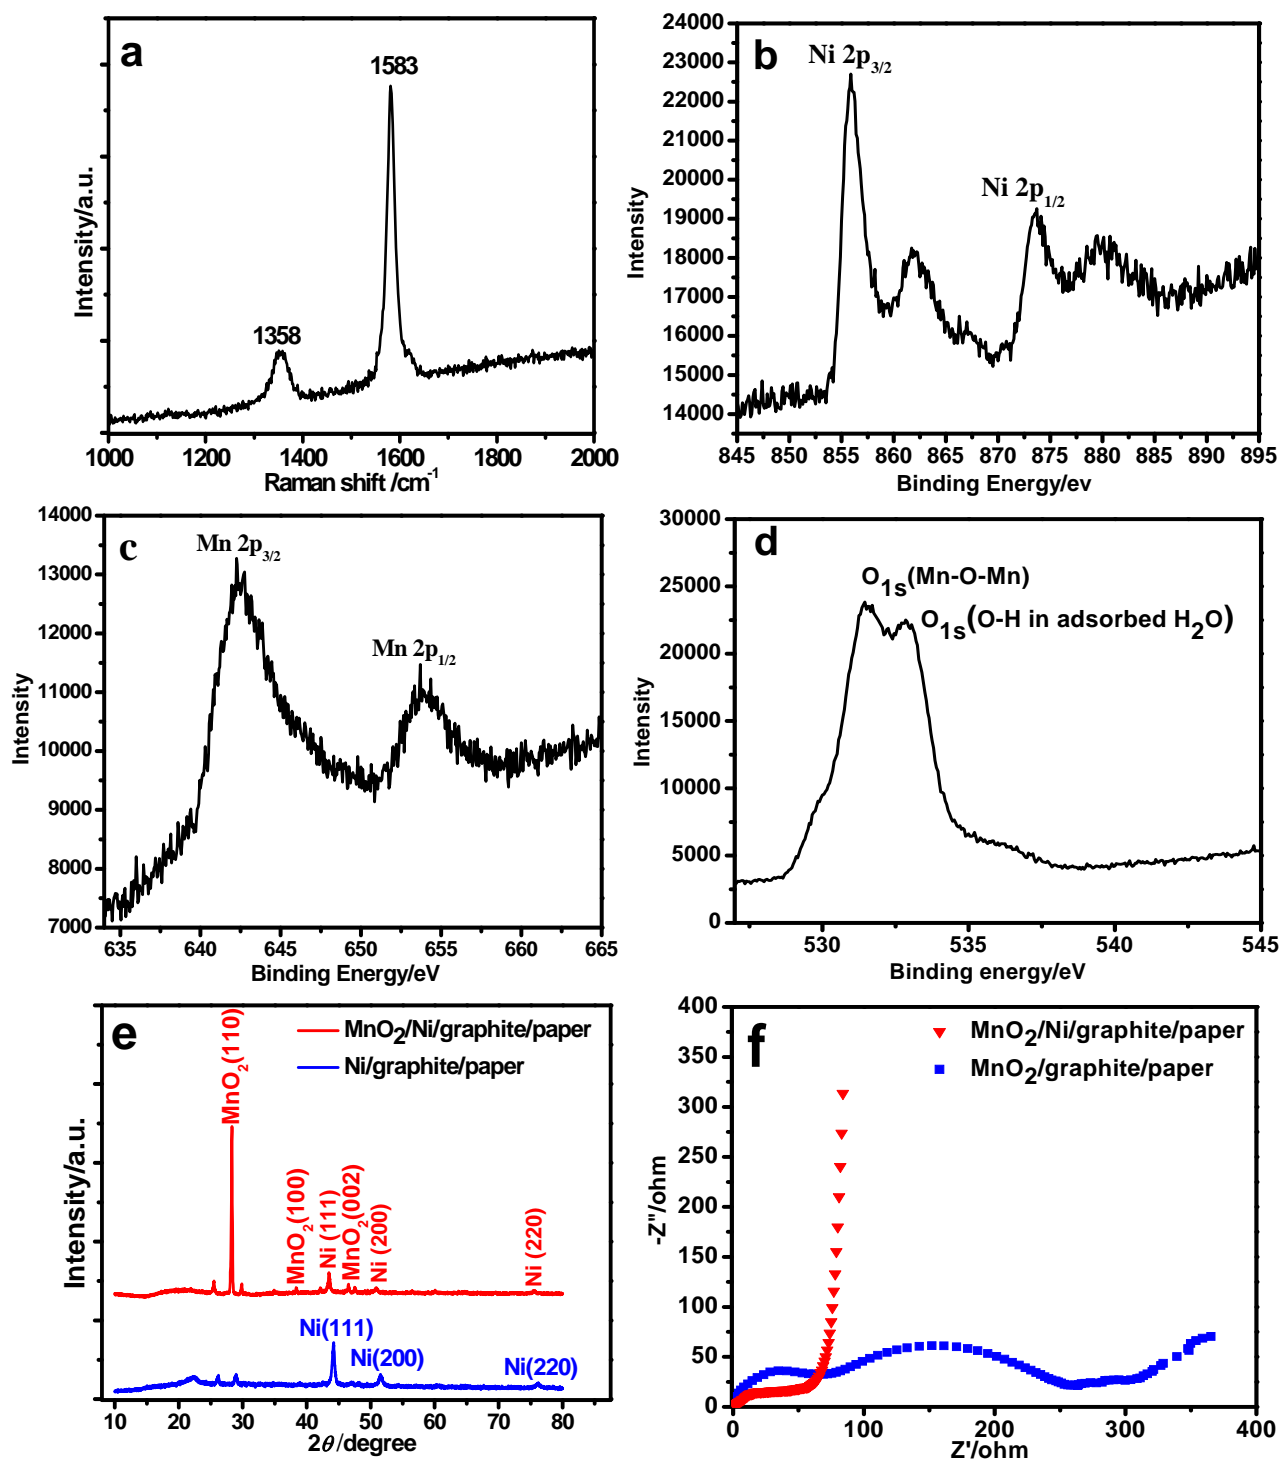 a
1583
1358
Intensity/a.u.
1000 1200 1400 1600 1800 2000
Raman shift /cm-1
b
Ni 2p3/2
Ni 2p1/2
24000
23000
22000
21000
20000
19000
18000
17000
16000
15000
14000
Intensity
845 850 855 860 865 870 875 880 885 890 895
Binding Energy/ev
c
Mn 2p3/2
Mn 2p1/2
14000
13000
12000
11000
10000
9000
8000
7000
Intensity
635 640 645 650 655 660 665
Binding Energy/eV
d
O1s(Mn-O-Mn)
O1s(O-H in adsorbed H2O)
30000
25000
20000
15000
10000
5000
0
Intensity
530 535 540 545
Binding energy/eV
e
MnO2/Ni/graphite/paper
Ni/graphite/paper
MnO2(110)
MnO2(100)
Ni (111)
MnO2(002)
Ni (200)
Ni (220)
Ni(111)
Ni(200)
Ni(220)
Intensity/a.u.
10 20 30 40 50 60 70 80
2θ/degree
f
MnO2/Ni/graphite/paper
MnO2/graphite/paper
400
350
300
250
200
150
100
50
0
-Z"/ohm
0 100 200 300 400
Z'/ohm